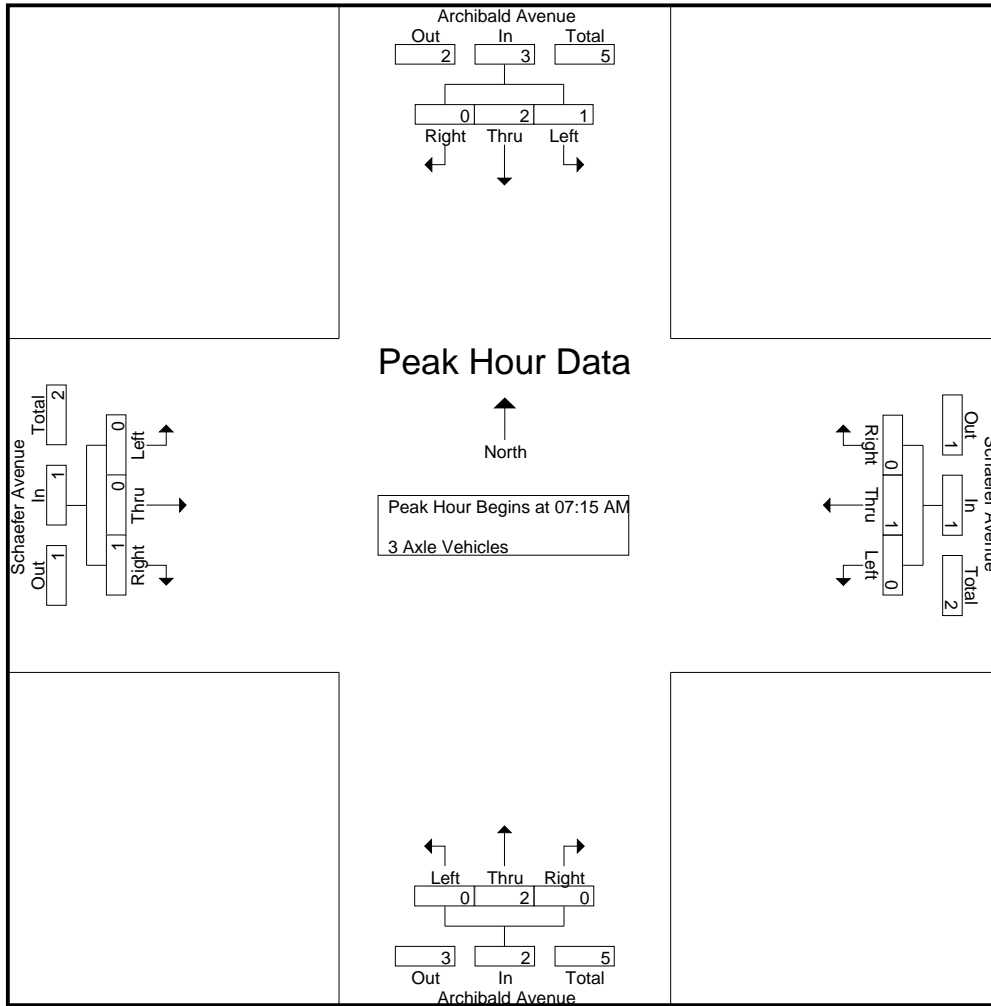 Archibald Avenue
Out In Total
2 3 5
0 2 1
Right Thru Left
Peak Hour Data
North
Peak Hour Begins at 07:15 AM
3 Axle Vehicles
Schaefer Avenue
Out In Total
1 1 2
Left Thru Right
0 0 1
Schaefer Avenue
Out In Total
1 1 2
Right Thru Left
0 1 0
Left Thru Right
0 2 0
3 2 5
Out In Total
Archibald Avenue